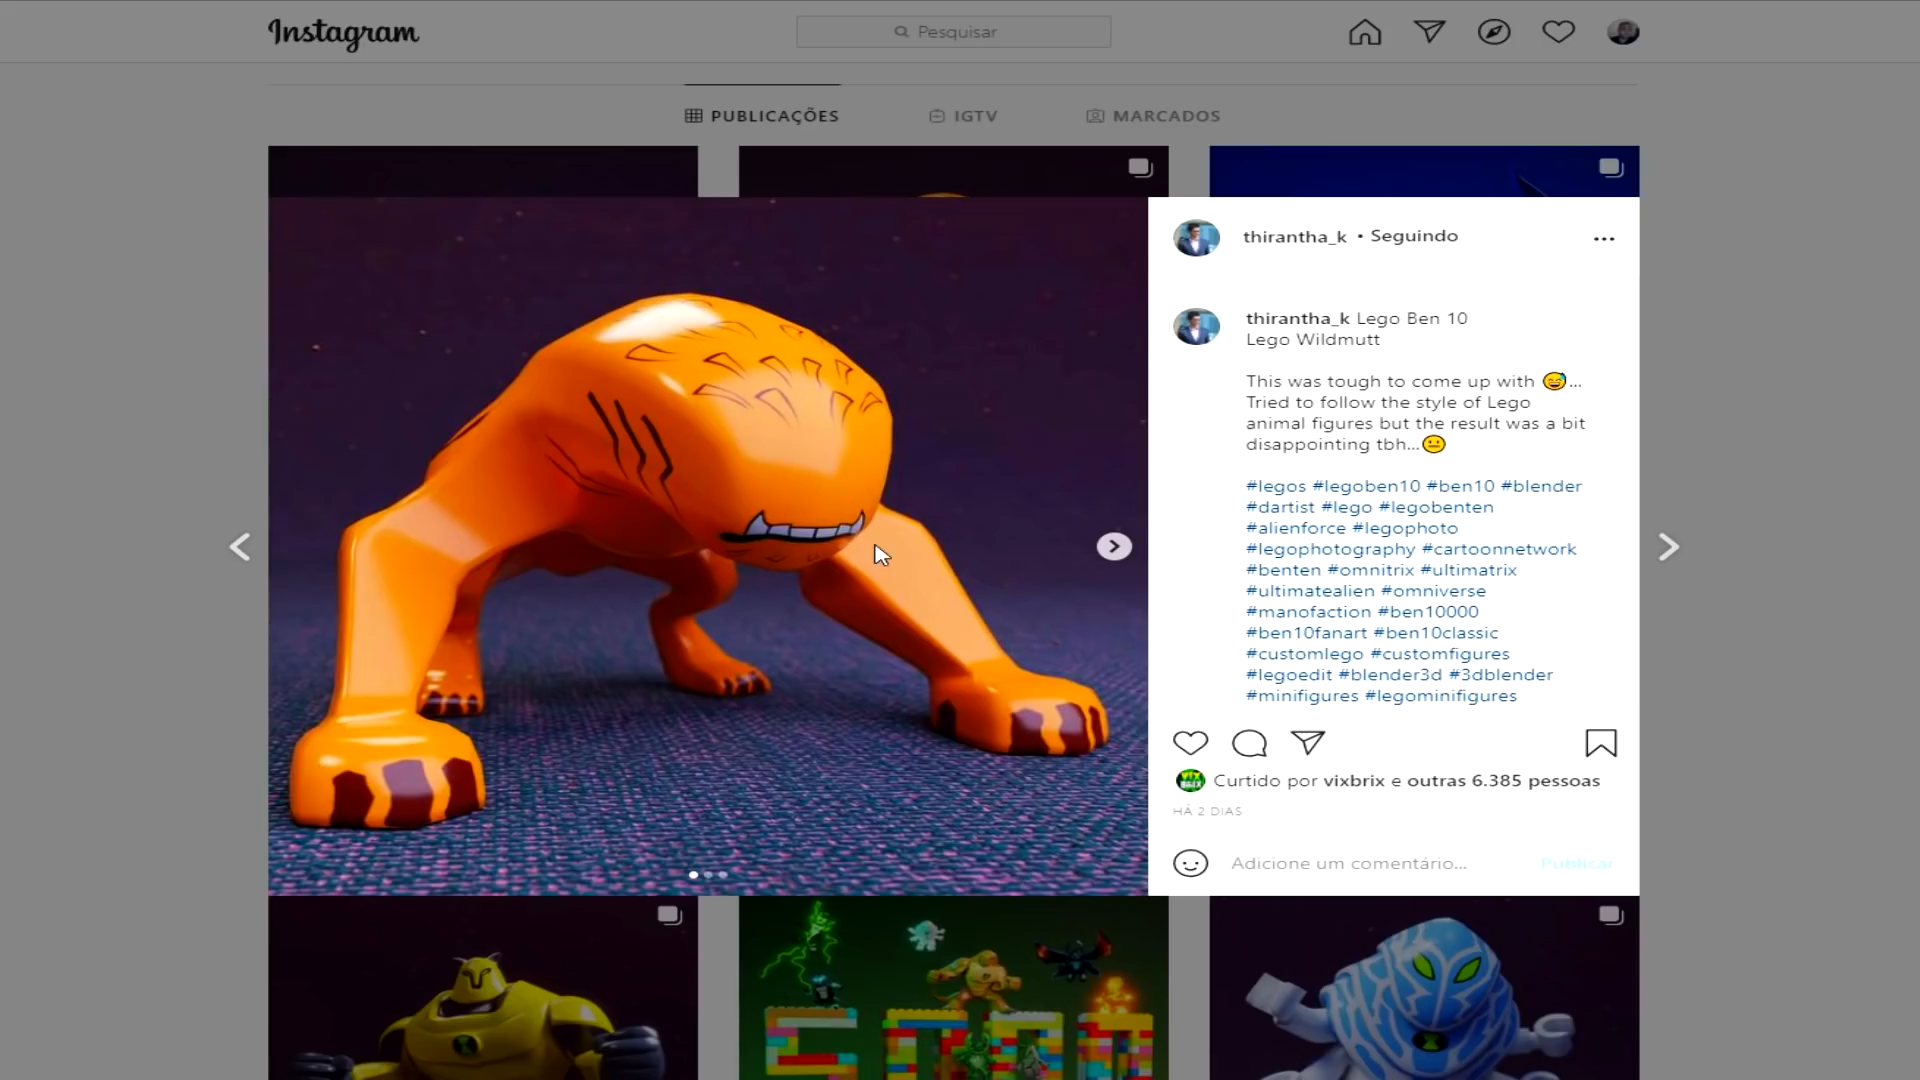 Instagram
Pesquisar
PUBLICAÇÕES
IGTV
MARCADOS
thirantha_k • Seguindo
thirantha_k Lego Ben 10
Lego Wildmutt
This was tough to come up with 😅...
Tried to follow the style of Lego
animal figures but the result was a bit
disappointing tbh...😐
#legos #legoben10 #ben10 #blender
#dartist #lego #legobenten
#alienforce #legophoto
#legophotography #cartoonnetwork
#benten #omnitrix #ultimatrix
#ultimatealien #omniverse
#manofaction #ben10000
#ben10fanart #ben10classic
#customlego #customfigures
#legoedit #blender3d #3dblender
#minifigures #legominifigures
Curtido por vixbrix e outras 6.385 pessoas
HÁ 2 DIAS
Adicione um comentário...
Publicar